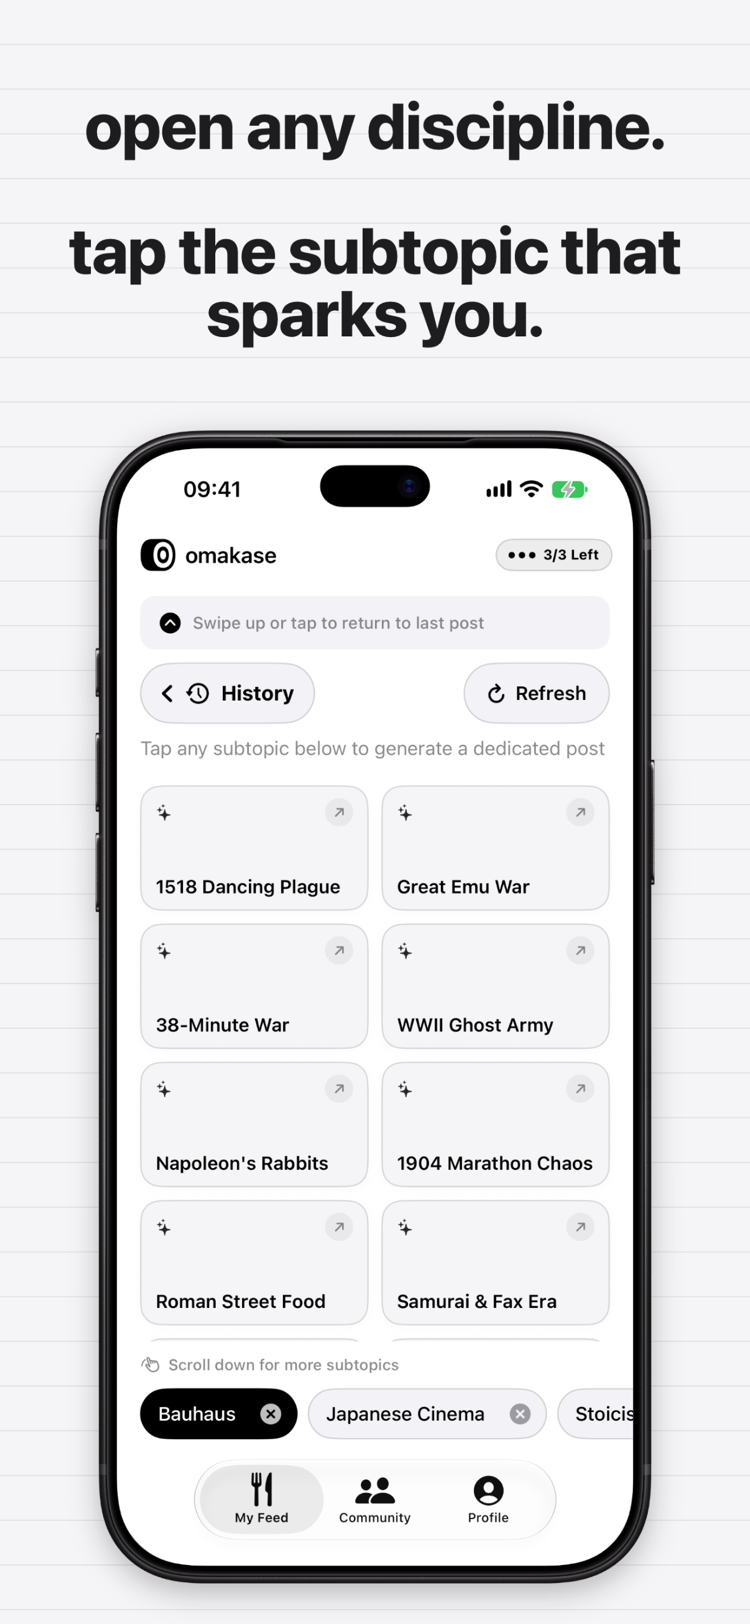 open any discipline.
tap the subtopic that
sparks you.
09:41
omakase
3/3 Left
Swipe up or tap to return to last post
History
Refresh
Tap any subtopic below to generate a dedicated post
1518 Dancing Plague
Great Emu War
38-Minute War
WWII Ghost Army
Napoleon's Rabbits
1904 Marathon Chaos
Roman Street Food
Samurai & Fax Era
Scroll down for more subtopics
Bauhaus
Japanese Cinema
Stoicis
My Feed
Community
Profile